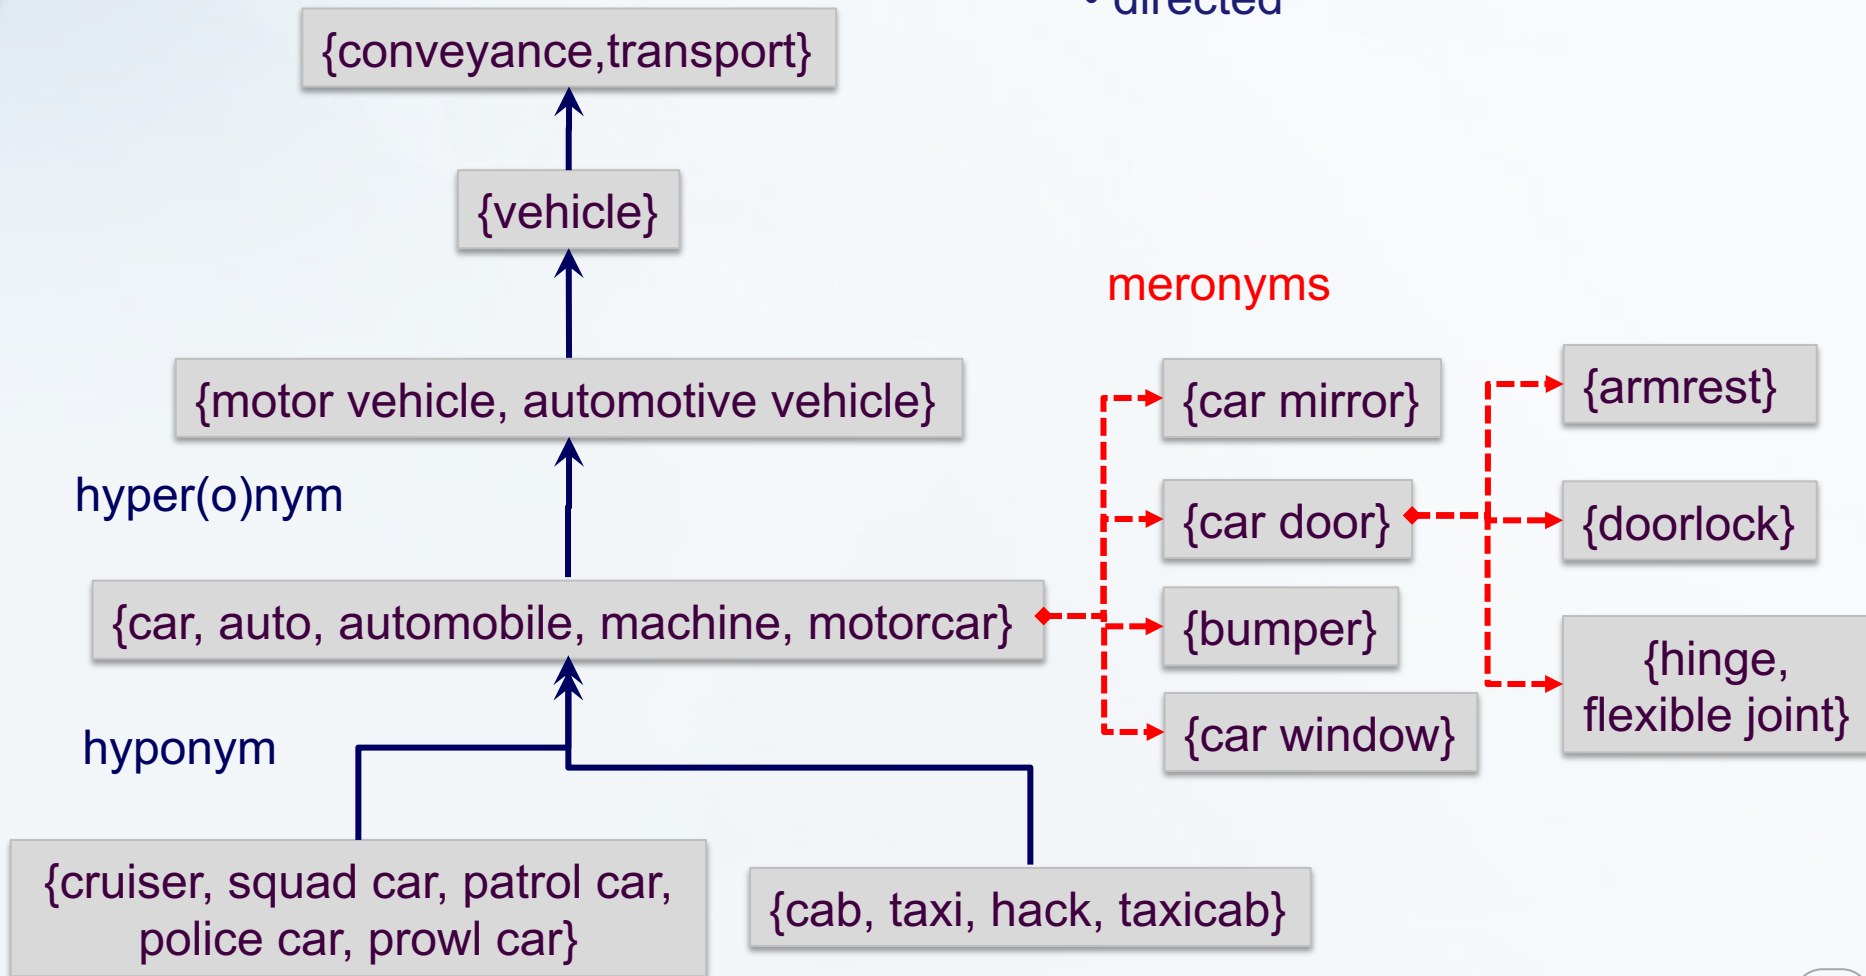 • directed
{conveyance,transport}
{vehicle}
meronyms
{motor vehicle, automotive vehicle}
{car mirror}
{armrest}
hyper(o)nym
{car door}
{doorlock}
{car, auto, automobile, machine, motorcar}
{bumper}
{hinge,
flexible joint}
hyponym
{car window}
{cruiser, squad car, patrol car,
police car, prowl car}
{cab, taxi, hack, taxicab}